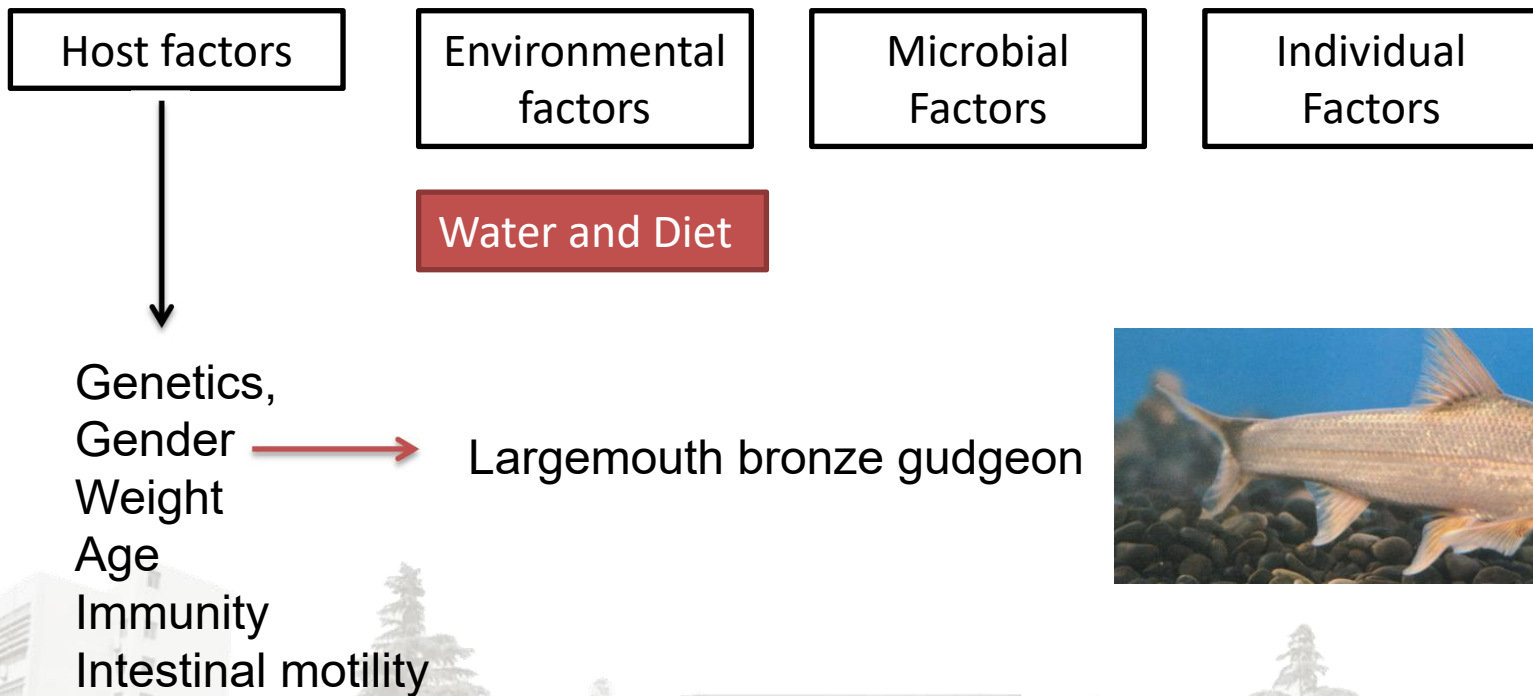 Host factors
Environmental
factors
Microbial
Factors
Individual
Factors
Water and Diet
Genetics,
Gender
Weight
Age
Immunity
Intestinal motility
Largemouth bronze gudgeon